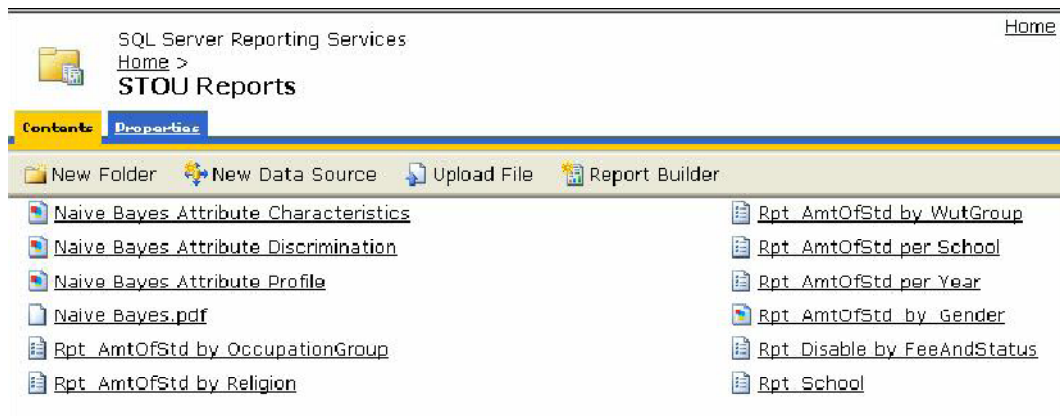 Home
SQL Server Reporting Services
Home >
STOU Reports
Contents Properties
New Folder New Data Source Upload File Report Builder
Naive Bayes Attribute Characteristics
Naive Bayes Attribute Discrimination
Naive Bayes Attribute Profile
Naive Bayes.pdf
Rpt_AmtOfStd by OccupationGroup
Rpt_AmtOfStd by Religion
Rpt_AmtOfStd by WutGroup
Rpt_AmtOfStd per School
Rpt_AmtOfStd per Year
Rpt_AmtOfStd_by_Gender
Rpt_Disable by FeeAndStatus
Rpt_School